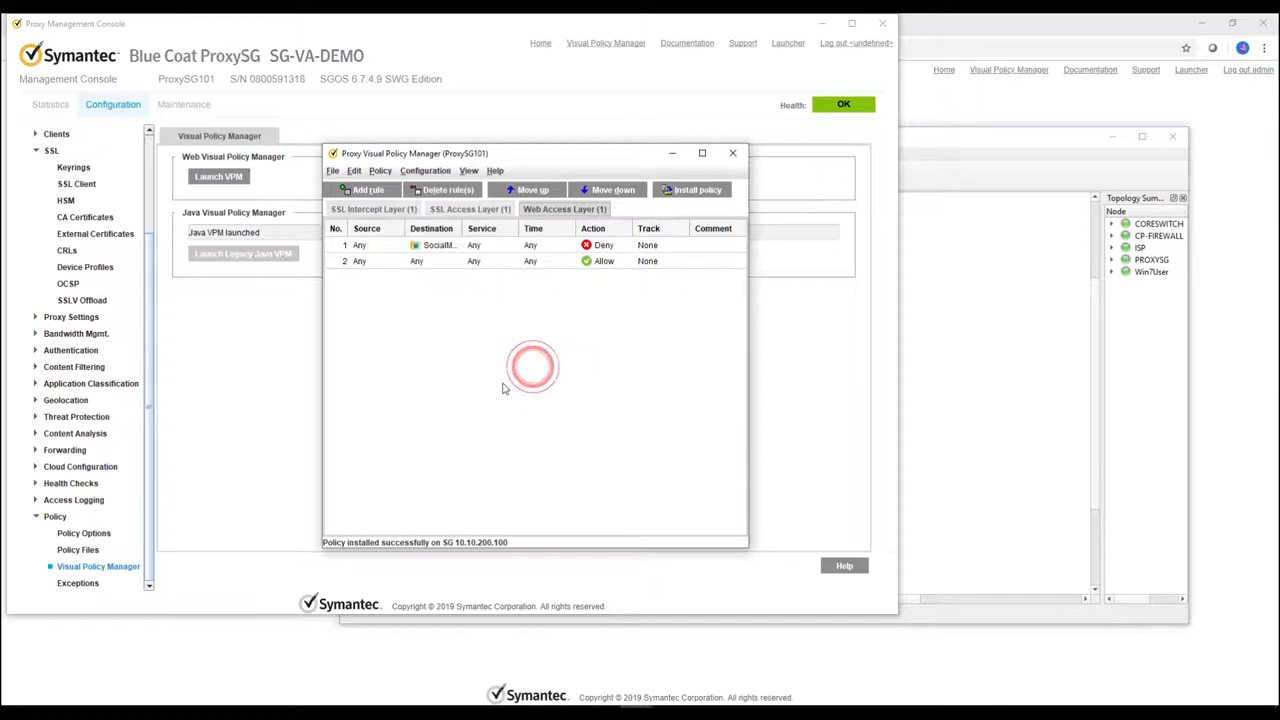 Proxy Management Console
Symantec™ Blue Coat ProxySG SG-VA-DEMO
Home Visual Policy Manager Documentation Support Launcher Log out <undefined>
Management Console ProxySG101 S/N 0800591318 SGOS 6.7.4.9 SWG Edition
Home Visual Policy Manager Documentation Support Launcher Log out admin
Statistics Configuration Maintenance
Health: OK
Clients
SSL
Keyrings
SSL Client
HSM
CA Certificates
External Certificates
CRLs
Device Profiles
OCSP
SSLV Offload
Proxy Settings
Bandwidth Mgmt.
Authentication
Content Filtering
Application Classification
Geolocation
Threat Protection
Content Analysis
Forwarding
Cloud Configuration
Health Checks
Access Logging
Policy
Policy Options
Policy Files
Visual Policy Manager
Exceptions
Visual Policy Manager
Web Visual Policy Manager
Launch VPM
Java Visual Policy Manager
Java VPM launched
Launch Legacy Java VPM
Proxy Visual Policy Manager (ProxySG101)
File Edit Policy Configuration View Help
Add rule Delete rule(s) Move up Move down Install policy
SSL Intercept Layer (1) SSL Access Layer (1) Web Access Layer (1)
No. Source Destination Service Time Action Track Comment
1 Any SocialM... Any Any Deny None
2 Any Any Any Any Allow None
Policy installed successfully on SG 10.10.200.100
Help
Symantec. Copyright © 2019 Symantec Corporation. All rights reserved.
Topology Sum...
Node
CORESWITCH
CP-FIREWALL
ISP
PROXYSG
Win7User
Symantec. Copyright © 2019 Symantec Corporation. All rights reserved.